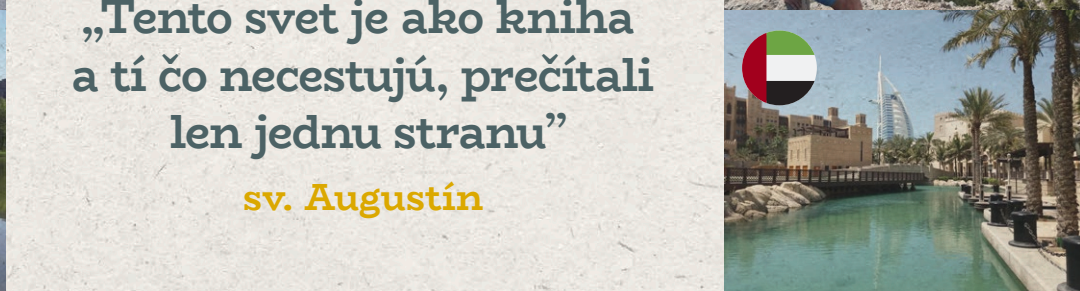 „Tento svet je ako kniha
a tí čo necestujú, prečítali
len jednu stranu”
sv. Augustín